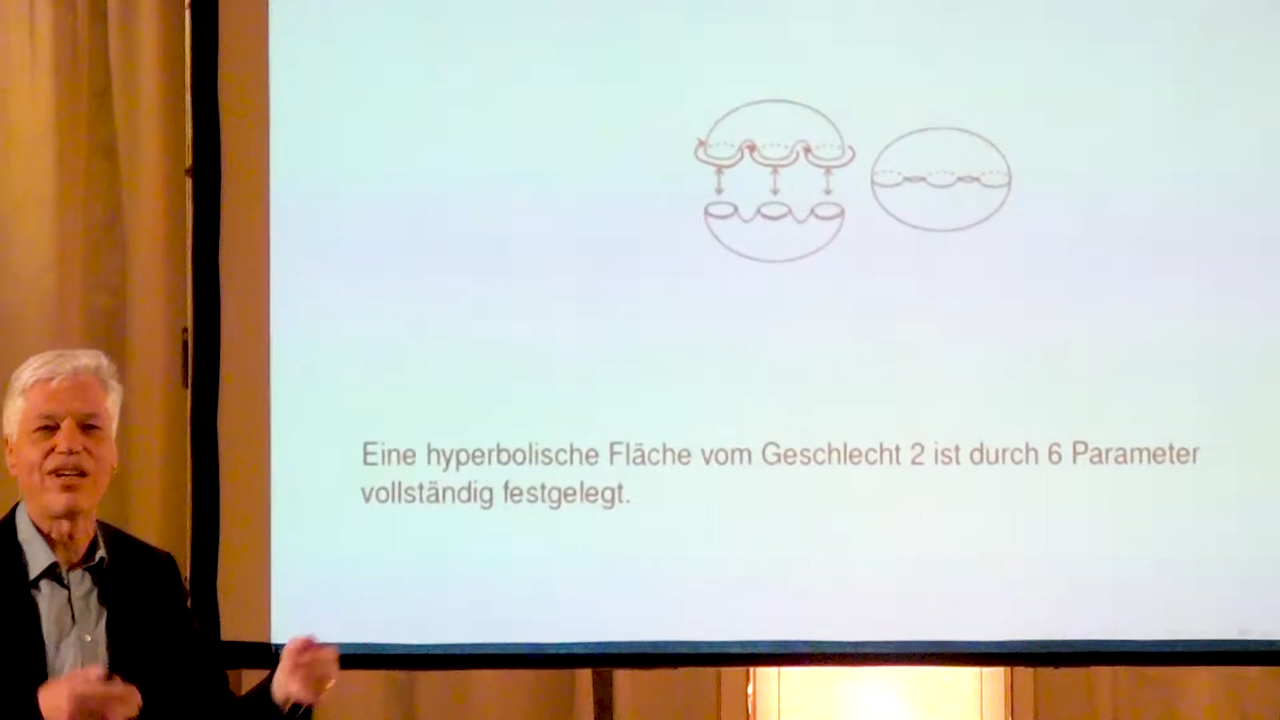 Eine hyperbolische Fläche vom Geschlecht 2 ist durch 6 Parameter
vollständig festgelegt.